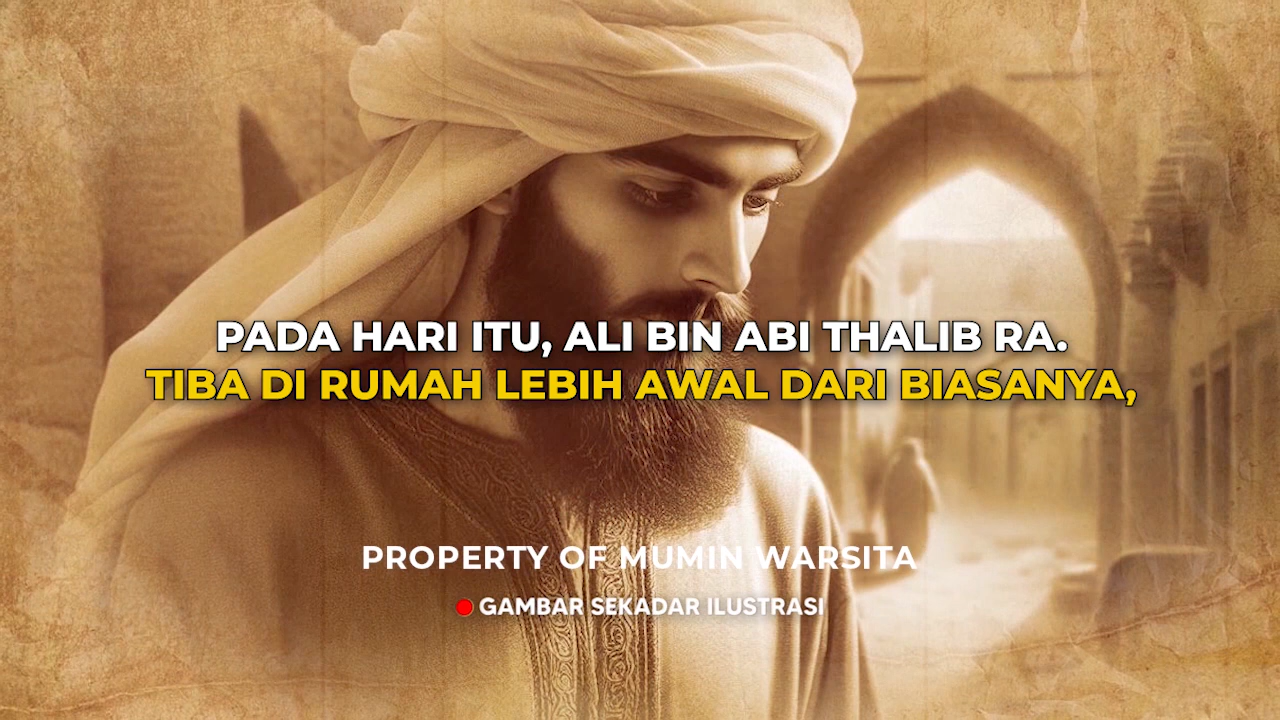 PADA HARI ITU, ALI BIN ABI THALIB RA.
TIBA DI RUMAH LEBIH AWAL DARI BIASANYA,
PROPERTY OF MUMIN WARSITA
GAMBAR SEKADAR ILUSTRASI